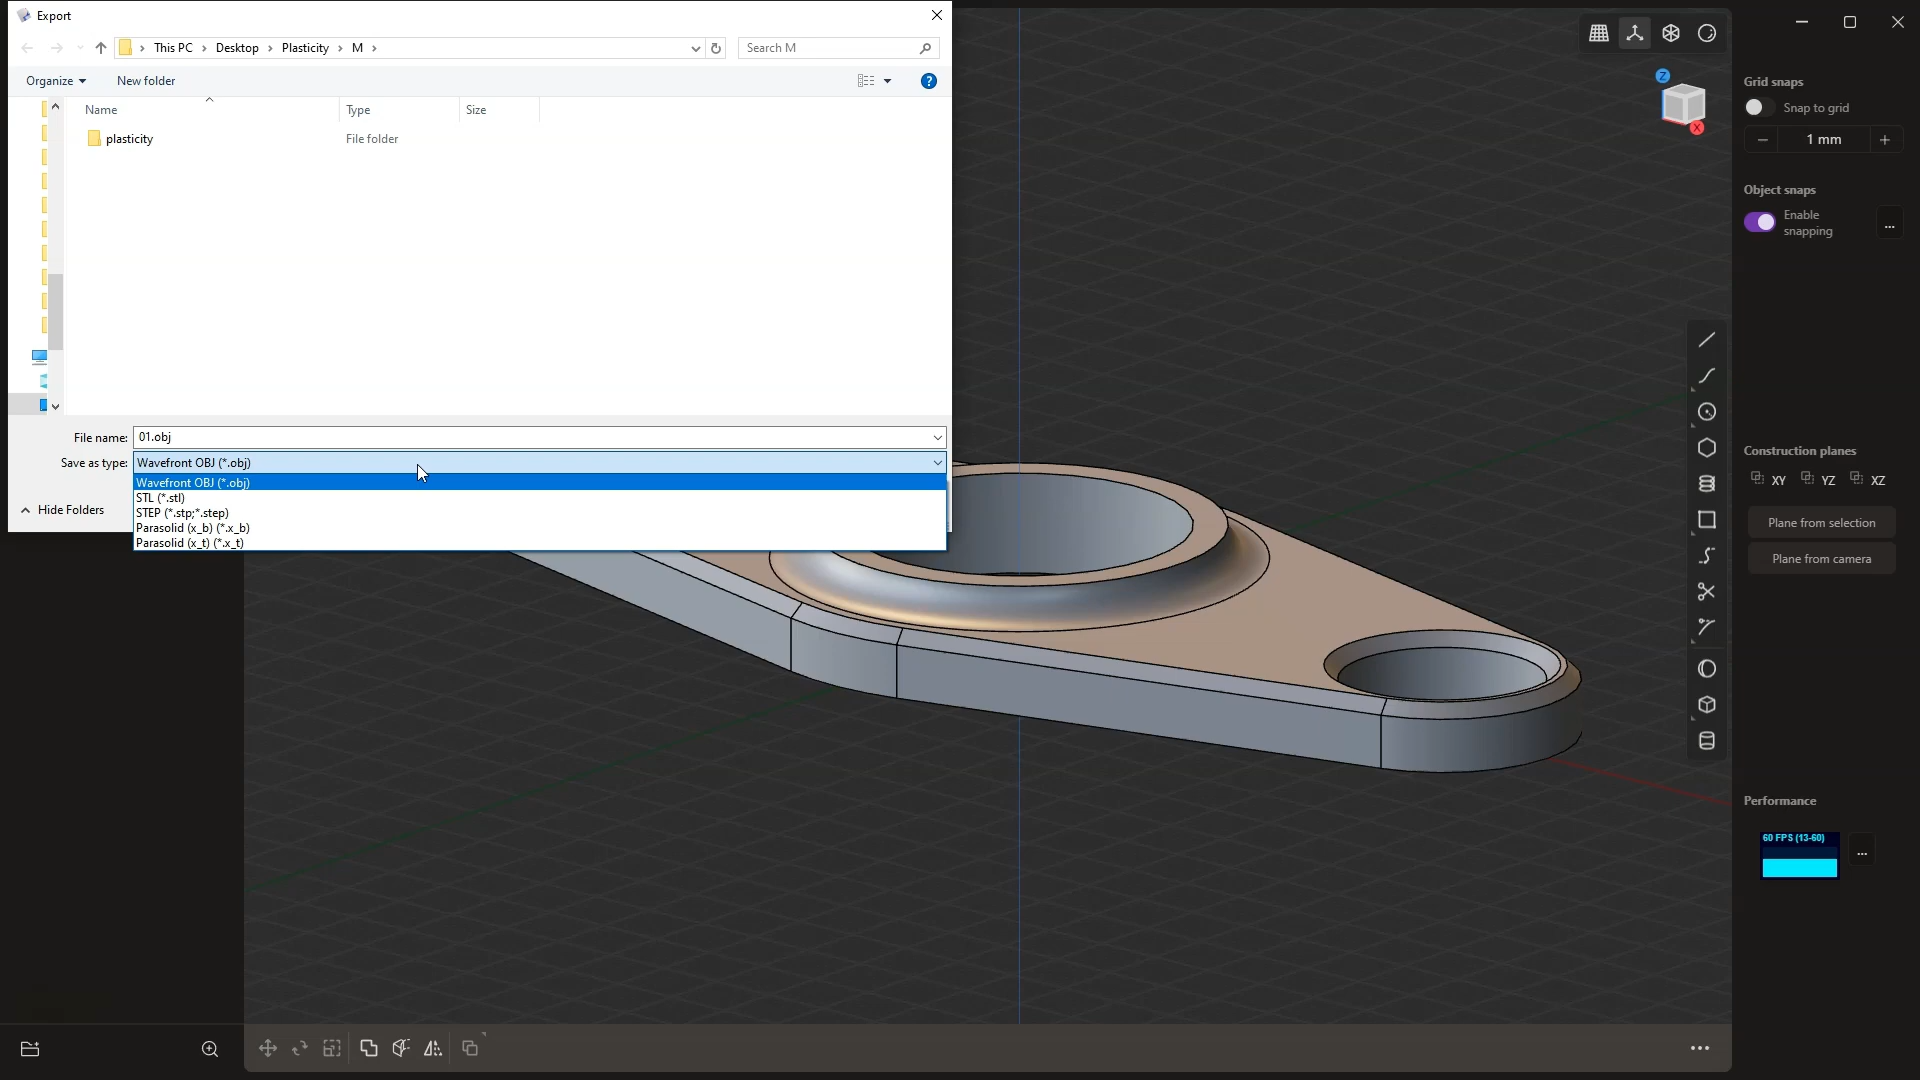 Export
This PC > Desktop > Plasticity > M >
Search M
Organize
New folder
?
Name
Type
Size
plasticity
File folder
File name:
01.obj
Save as type:
Wavefront OBJ (*.obj)
Wavefront OBJ (*.obj)
STL (*.stl)
STEP (*.stp;*.step)
Parasolid (x_b) (*.x_b)
Parasolid (x_t) (*.x_t)
Hide Folders
Z
X
Grid snaps
Snap to grid
− 1 mm +
Object snaps
Enable
snapping
...
Construction planes
XY YZ XZ
Plane from selection
Plane from camera
Performance
60 FPS (13-60)
...